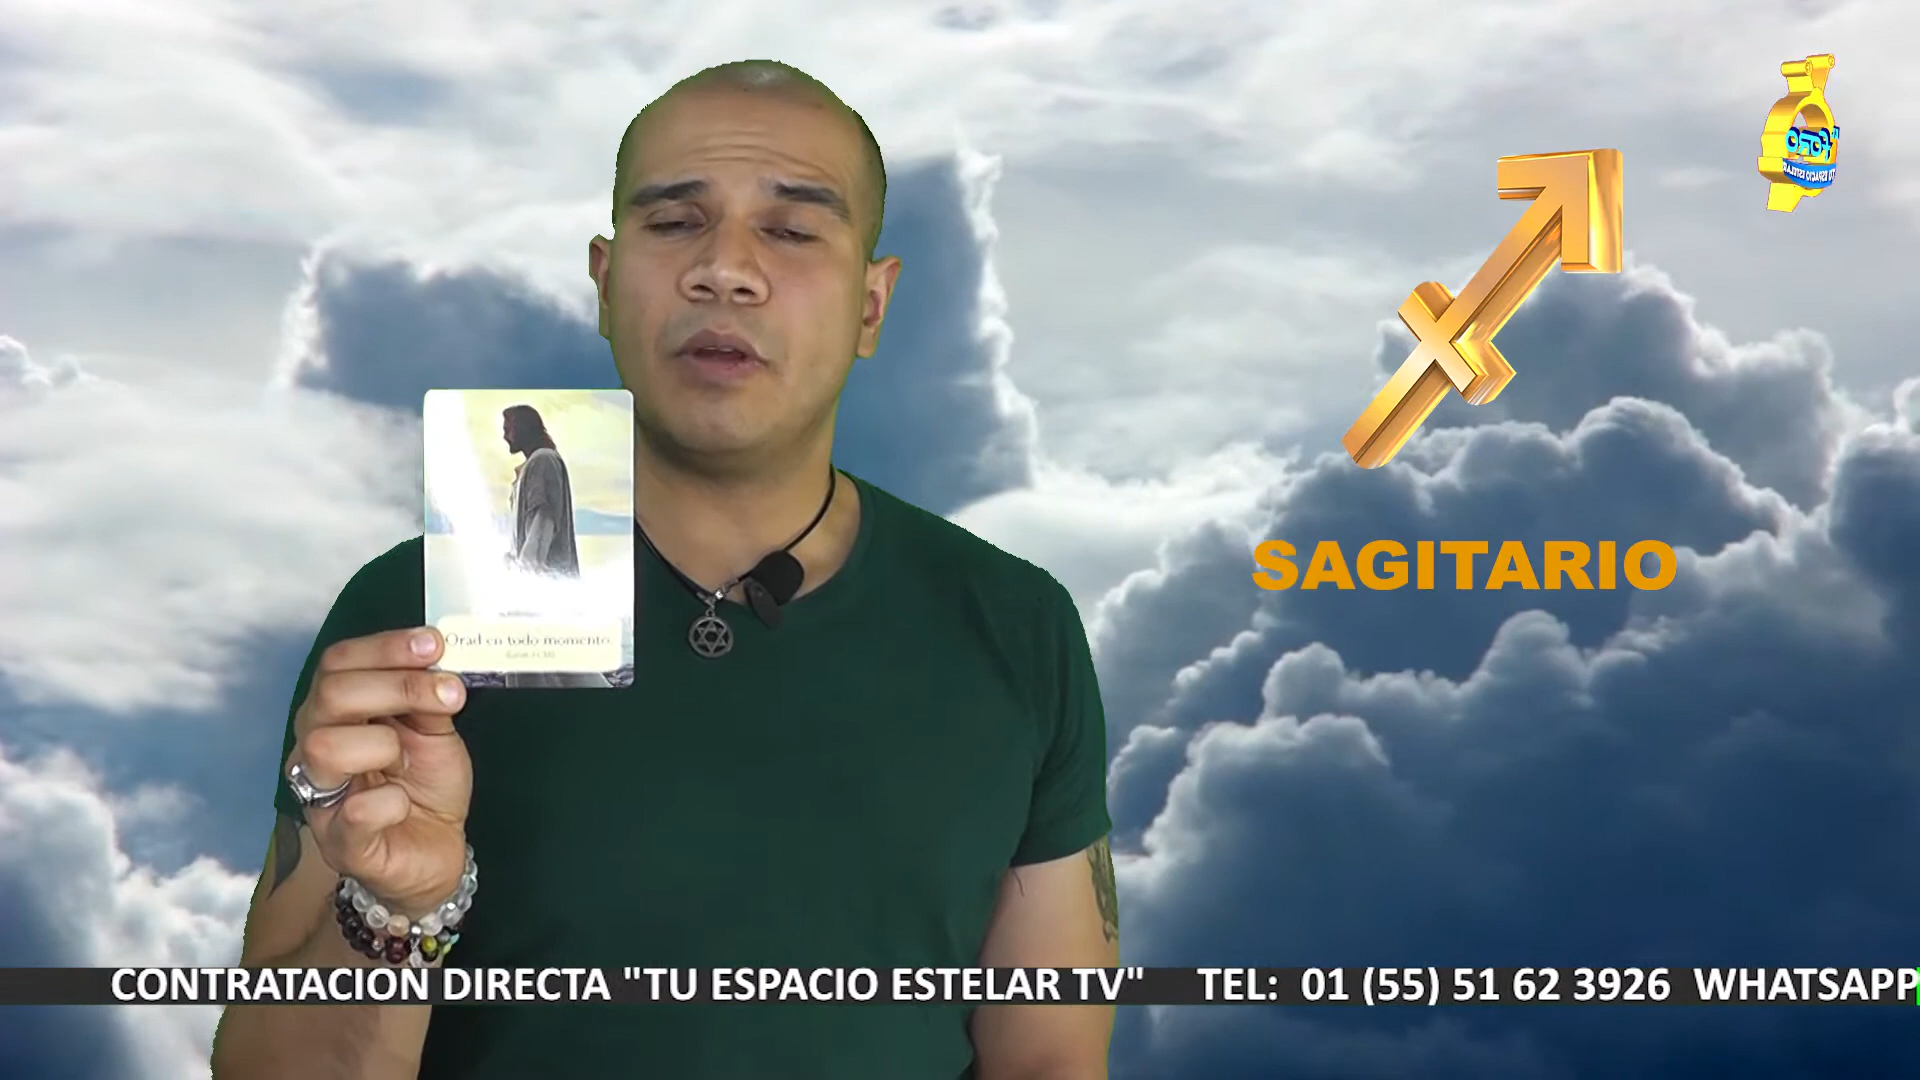 Orad en todo momento
SAGITARIO
CONTRATACION DIRECTA "TU ESPACIO ESTELAR TV" TEL: 01 (55) 51 62 3926 WHATSAPP